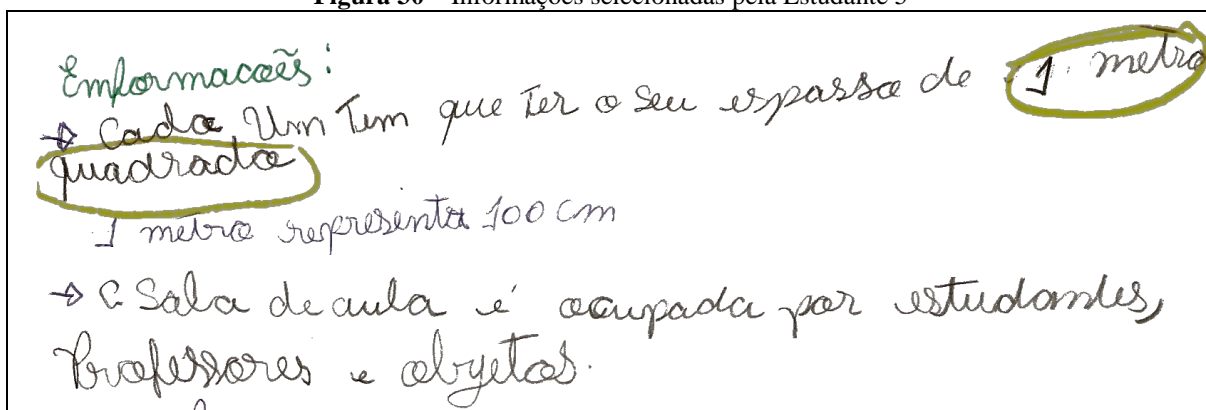 Figura 30 – Informações selecionadas pela Estudante 3
Emformacoẽs:
→ Cada Um Tem que Ter o seu espasso de 1 metro
quadrado
1 metro representa 100 cm
→ A Sala de aula é ocupada por estudandes,
Professores e obyetos.